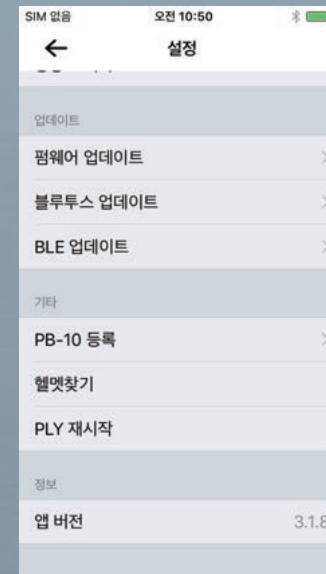 SIM 없음 오전 10:50
설정
업데이트
펌웨어 업데이트
블루투스 업데이트
BLE 업데이트
기타
PB-10 등록
헬멧찾기
PLY 재시작
정보
앱 버전 3.1.8